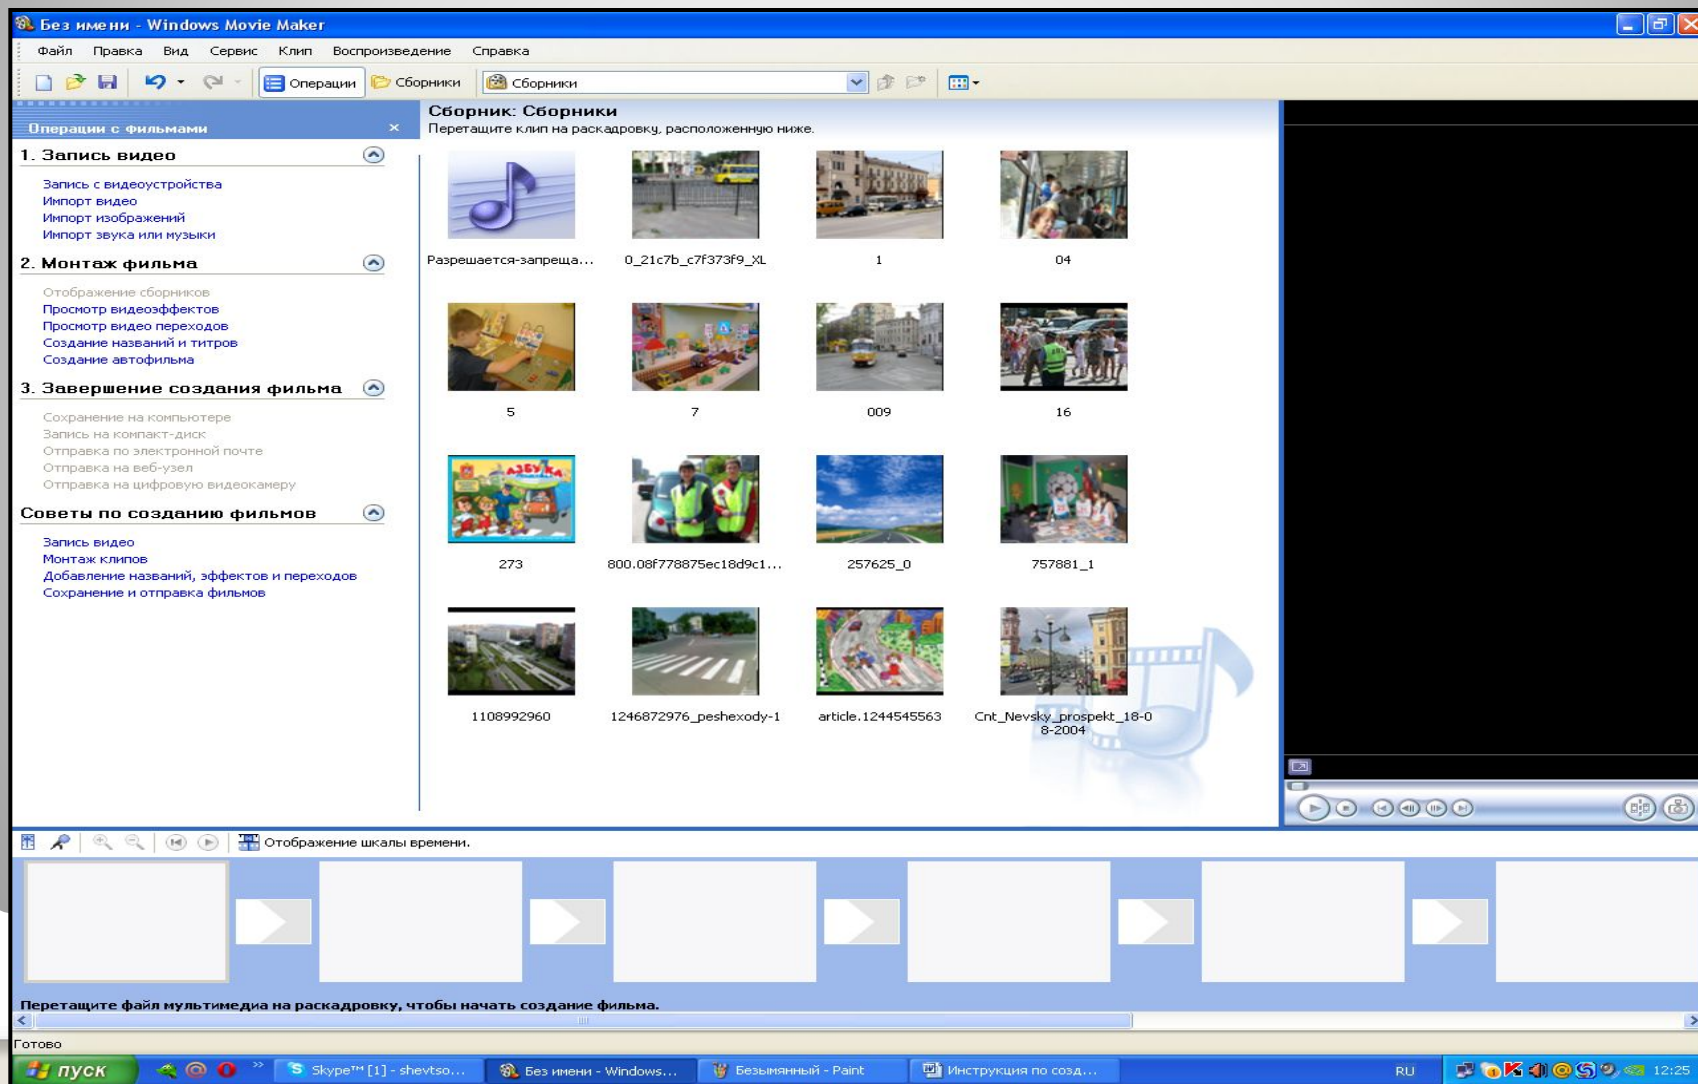 Без имени - Windows Movie Maker
Файл Правка Вид Сервис Клип Воспроизведение Справка
Операции Сборники Сборники
Операции с фильмами
1. Запись видео
Запись с видеоустройства
Импорт видео
Импорт изображений
Импорт звука или музыки
2. Монтаж фильма
Отображение сборников
Просмотр видеоэффектов
Просмотр видео переходов
Создание названий и титров
Создание автофильма
3. Завершение создания фильма
Сохранение на компьютере
Запись на компакт-диск
Отправка по электронной почте
Отправка на веб-узел
Отправка на цифровую видеокамеру
Советы по созданию фильмов
Запись видео
Монтаж клипов
Добавление названий, эффектов и переходов
Сохранение и отправка фильмов
Сборник: Сборники
Перетащите клип на раскадровку, расположенную ниже.
Разрешается-запреща... 0_21c7b_c7f373f9_XL 1 04
5 7 009 16
АЗБУКА
273 800.08f778875ec18d9c1... 257625_0 757881_1
1108992960 1246872976_peshexody-1 article.1244545563 Cnt_Nevsky_prospekt_18-0
8-2004
Отображение шкалы времени.
Перетащите файл мультимедиа на раскадровку, чтобы начать создание фильма.
Готово
пуск Skype™ [1] - shevtso... Без имени - Windows... Безымянный - Paint Инструкция по созд... RU 12:25